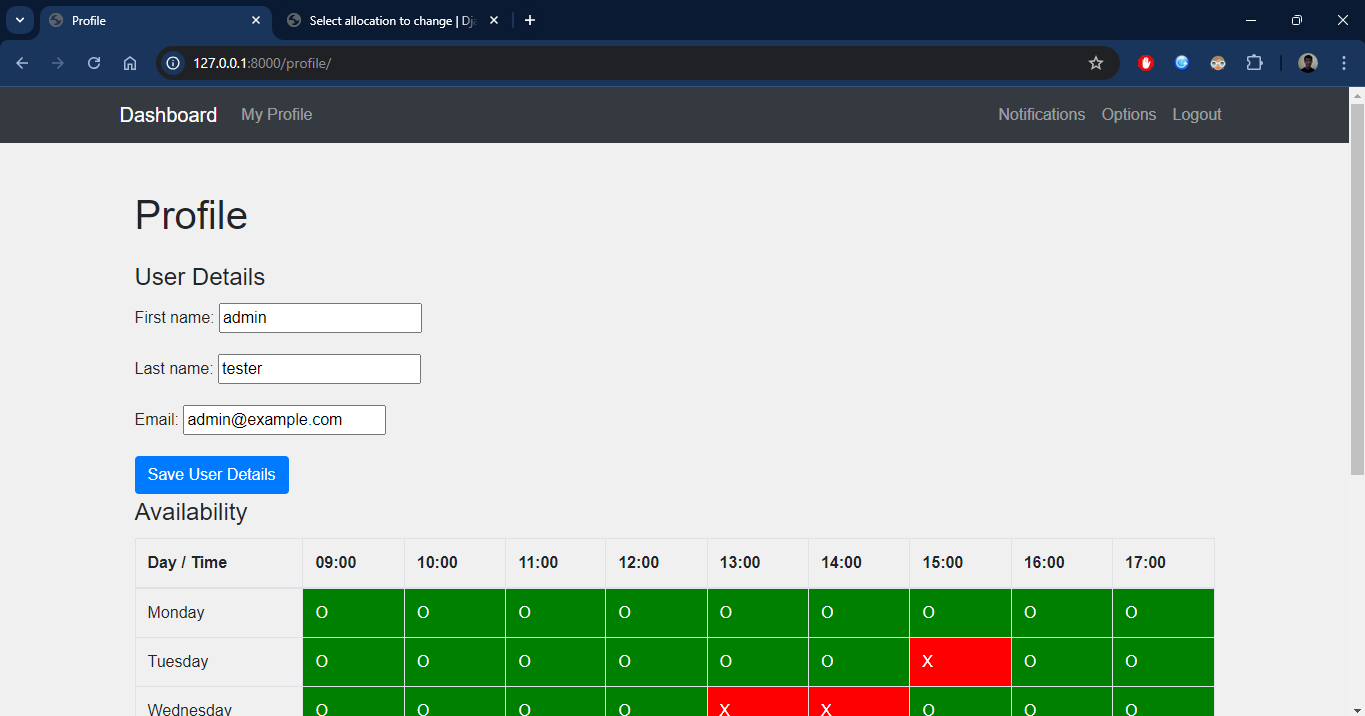 Profile
Select allocation to change | Dja
127.0.0.1:8000/profile/
Dashboard My Profile Notifications Options Logout
Profile
User Details
First name: admin
Last name: tester
Email: admin@example.com
Save User Details
Availability
Day / Time 09:00 10:00 11:00 12:00 13:00 14:00 15:00 16:00 17:00
Monday O O O O O O O O O
Tuesday O O O O O O X O O
Wednesday O O O O X X O O O